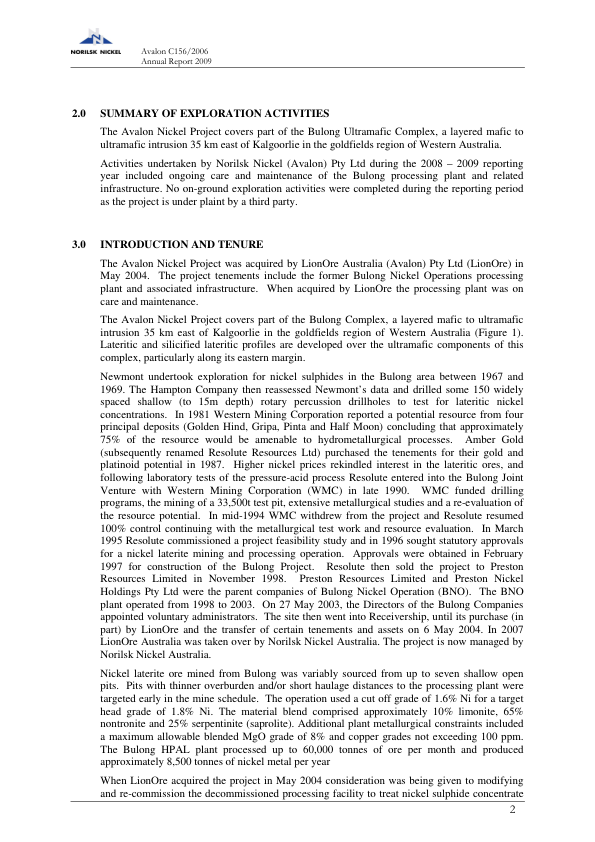 NORILSK NICKEL
Avalon C156/2006
Annual Report 2009
2.0 SUMMARY OF EXPLORATION ACTIVITIES
The Avalon Nickel Project covers part of the Bulong Ultramafic Complex, a layered mafic to
ultramafic intrusion 35 km east of Kalgoorlie in the goldfields region of Western Australia.
Activities undertaken by Norilsk Nickel (Avalon) Pty Ltd during the 2008 – 2009 reporting
year included ongoing care and maintenance of the Bulong processing plant and related
infrastructure. No on-ground exploration activities were completed during the reporting period
as the project is under plaint by a third party.
3.0 INTRODUCTION AND TENURE
The Avalon Nickel Project was acquired by LionOre Australia (Avalon) Pty Ltd (LionOre) in
May 2004. The project tenements include the former Bulong Nickel Operations processing
plant and associated infrastructure. When acquired by LionOre the processing plant was on
care and maintenance.
The Avalon Nickel Project covers part of the Bulong Complex, a layered mafic to ultramafic
intrusion 35 km east of Kalgoorlie in the goldfields region of Western Australia (Figure 1).
Lateritic and silicified lateritic profiles are developed over the ultramafic components of this
complex, particularly along its eastern margin.
Newmont undertook exploration for nickel sulphides in the Bulong area between 1967 and
1969. The Hampton Company then reassessed Newmont's data and drilled some 150 widely
spaced shallow (to 15m depth) rotary percussion drillholes to test for lateritic nickel
concentrations. In 1981 Western Mining Corporation reported a potential resource from four
principal deposits (Golden Hind, Gripa, Pinta and Half Moon) concluding that approximately
75% of the resource would be amenable to hydrometallurgical processes. Amber Gold
(subsequently renamed Resolute Resources Ltd) purchased the tenements for their gold and
platinoid potential in 1987. Higher nickel prices rekindled interest in the lateritic ores, and
following laboratory tests of the pressure-acid process Resolute entered into the Bulong Joint
Venture with Western Mining Corporation (WMC) in late 1990. WMC funded drilling
programs, the mining of a 33,500t test pit, extensive metallurgical studies and a re-evaluation of
the resource potential. In mid-1994 WMC withdrew from the project and Resolute resumed
100% control continuing with the metallurgical test work and resource evaluation. In March
1995 Resolute commissioned a project feasibility study and in 1996 sought statutory approvals
for a nickel laterite mining and processing operation. Approvals were obtained in February
1997 for construction of the Bulong Project. Resolute then sold the project to Preston
Resources Limited in November 1998. Preston Resources Limited and Preston Nickel
Holdings Pty Ltd were the parent companies of Bulong Nickel Operation (BNO). The BNO
plant operated from 1998 to 2003. On 27 May 2003, the Directors of the Bulong Companies
appointed voluntary administrators. The site then went into Receivership, until its purchase (in
part) by LionOre and the transfer of certain tenements and assets on 6 May 2004. In 2007
LionOre Australia was taken over by Norilsk Nickel Australia. The project is now managed by
Norilsk Nickel Australia.
Nickel laterite ore mined from Bulong was variably sourced from up to seven shallow open
pits. Pits with thinner overburden and/or short haulage distances to the processing plant were
targeted early in the mine schedule. The operation used a cut off grade of 1.6% Ni for a target
head grade of 1.8% Ni. The material blend comprised approximately 10% limonite, 65%
nontronite and 25% serpentinite (saprolite). Additional plant metallurgical constraints included
a maximum allowable blended MgO grade of 8% and copper grades not exceeding 100 ppm.
The Bulong HPAL plant processed up to 60,000 tonnes of ore per month and produced
approximately 8,500 tonnes of nickel metal per year
When LionOre acquired the project in May 2004 consideration was being given to modifying
and re-commission the decommissioned processing facility to treat nickel sulphide concentrate
2